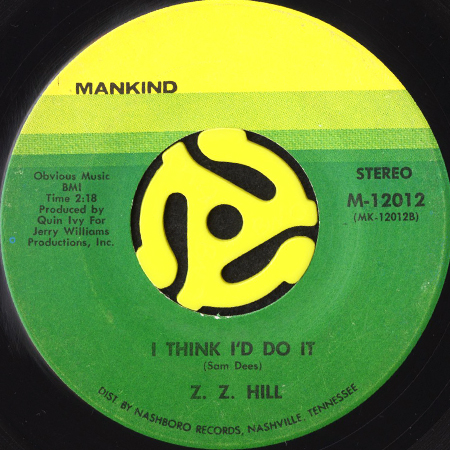 MANKIND
Obvious Music
BMI
Time 2:18
Produced by
Quin Ivy For
Jerry Williams
Productions, Inc.
STEREO
M-12012
(MK-12012B)
I THINK I'D DO IT
(Sam Dees)
Z. Z. HILL
DIST. BY NASHBORO RECORDS, NASHVILLE, TENNESSEE